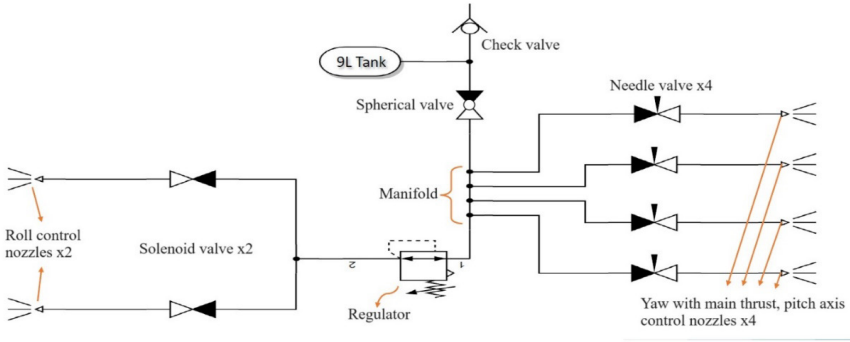 Check valve
9L Tank
Needle valve x4
Spherical valve
Manifold
Roll control
nozzles x2
Solenoid valve x2
2
1
Regulator
Yaw with main thrust, pitch axis
control nozzles x4